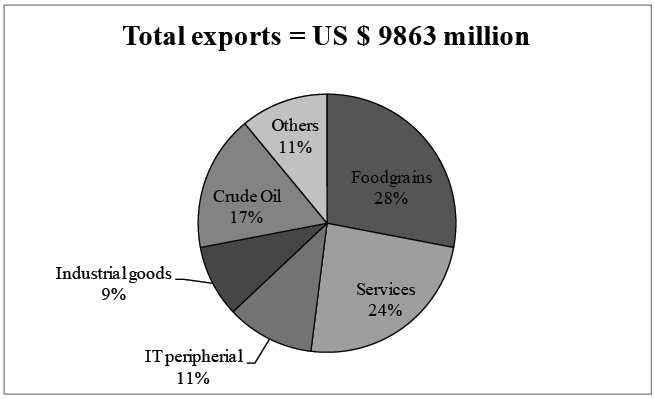 Total exports = US $ 9863 million
Others
11%
Foodgrains
28%
Crude Oil
17%
Industrial goods
9%
Services
24%
IT peripherial
11%